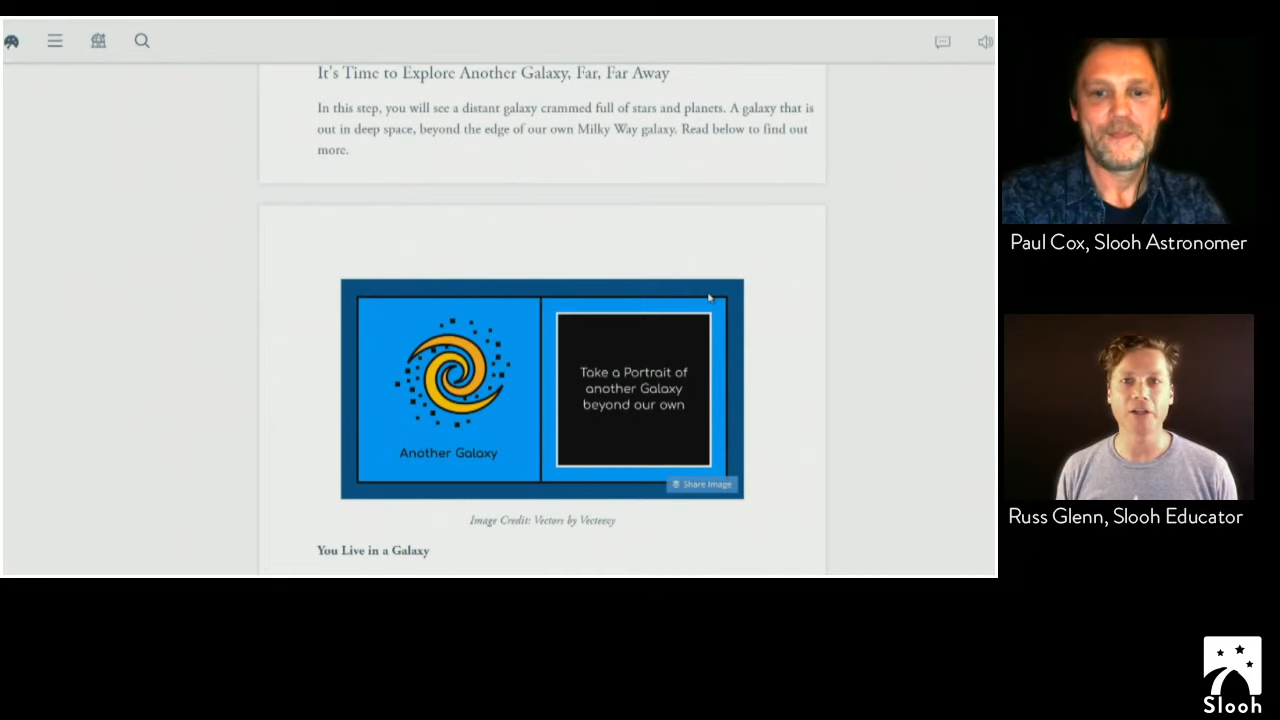 It's Time to Explore Another Galaxy, Far, Far Away
In this step, you will see a distant galaxy crammed full of stars and planets. A galaxy that is
out in deep space, beyond the edge of our own Milky Way galaxy. Read below to find out
more.
Another Galaxy
Take a Portrait of
another Galaxy
beyond our own
Share Image
Image Credit: Vectors by Vecteezy
You Live in a Galaxy
Paul Cox, Slooh Astronomer
Russ Glenn, Slooh Educator
Slooh